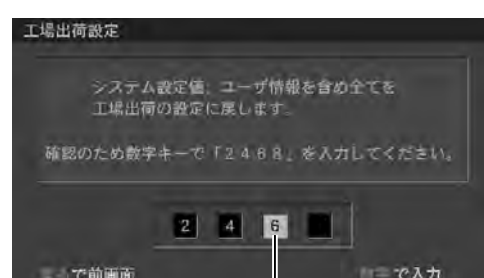 工場出荷設定
システム設定値、ユーザ情報を含め全てを
工場出荷の設定に戻します。
確認のため数字キーで「2468」を入力してください。
2 4 6
で前画面 で入力